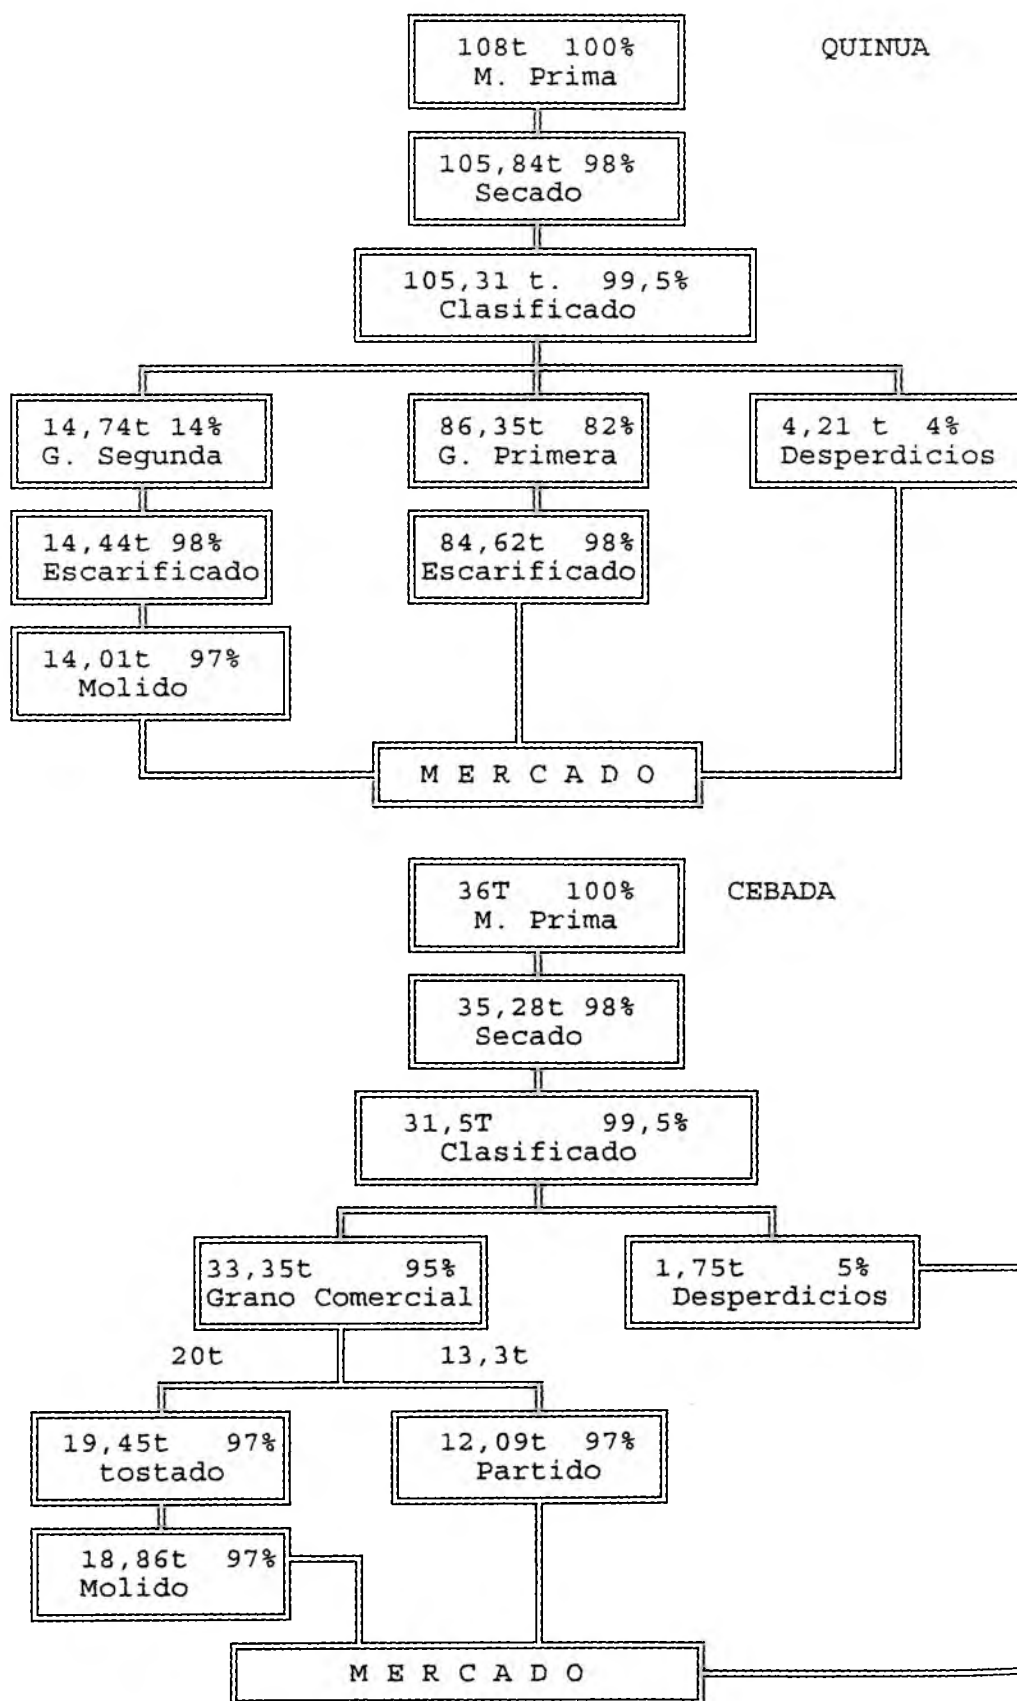 108t 100%
M. Prima
QUINUA
105,84t 98%
Secado
105,31 t. 99,5%
Clasificado
14,74t 14%
G. Segunda
86,35t 82%
G. Primera
4,21 t 4%
Desperdicios
14,44t 98%
Escarificado
84,62t 98%
Escarificado
14,01t 97%
Molido
M E R C A D O
36T 100%
M. Prima
CEBADA
35,28t 98%
Secado
31,5T 99,5%
Clasificado
33,35t 95%
Grano Comercial
1,75t 5%
Desperdicios
20t
13,3t
19,45t 97%
tostado
12,09t 97%
Partido
18,86t 97%
Molido
M E R C A D O